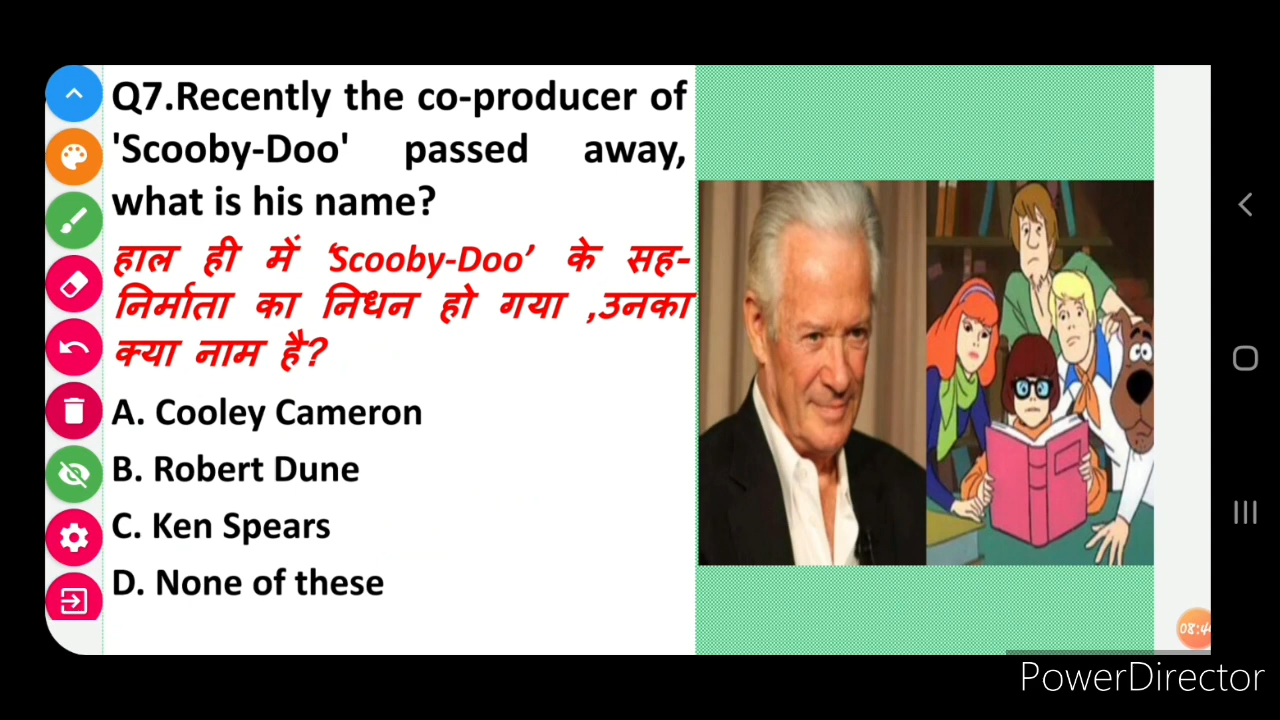 Q7.Recently the co-producer of
'Scooby-Doo' passed away,
what is his name?
हाल ही में ‘Scooby-Doo’ के सह-
निर्माता का निधन हो गया ,उनका
क्या नाम है?
A. Cooley Cameron
B. Robert Dune
C. Ken Spears
D. None of these
PowerDirector